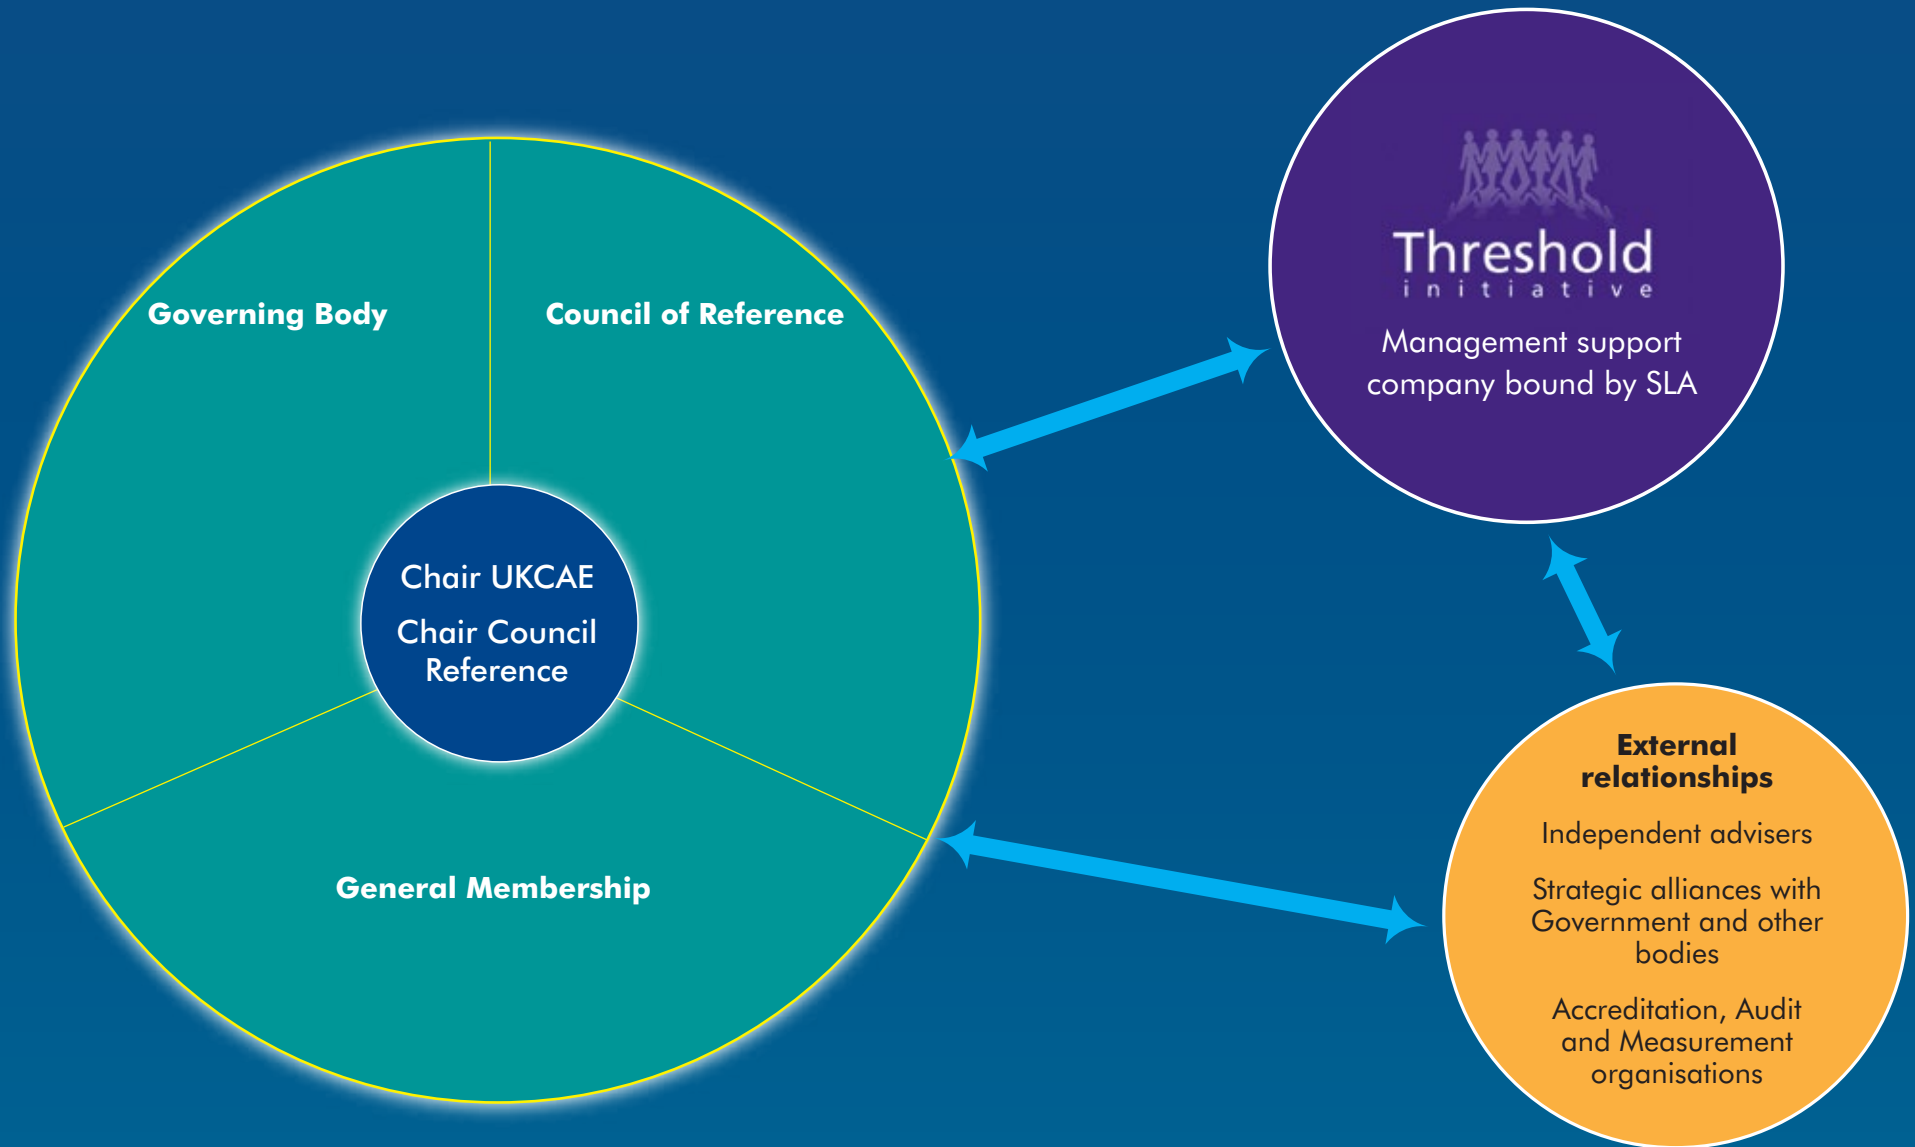 Governing Body
Council of Reference
Chair UKCAE
Chair Council
Reference
General Membership
Threshold
initiative
Management support
company bound by SLA
External
relationships
Independent advisers
Strategic alliances with
Government and other
bodies
Accreditation, Audit
and Measurement
organisations